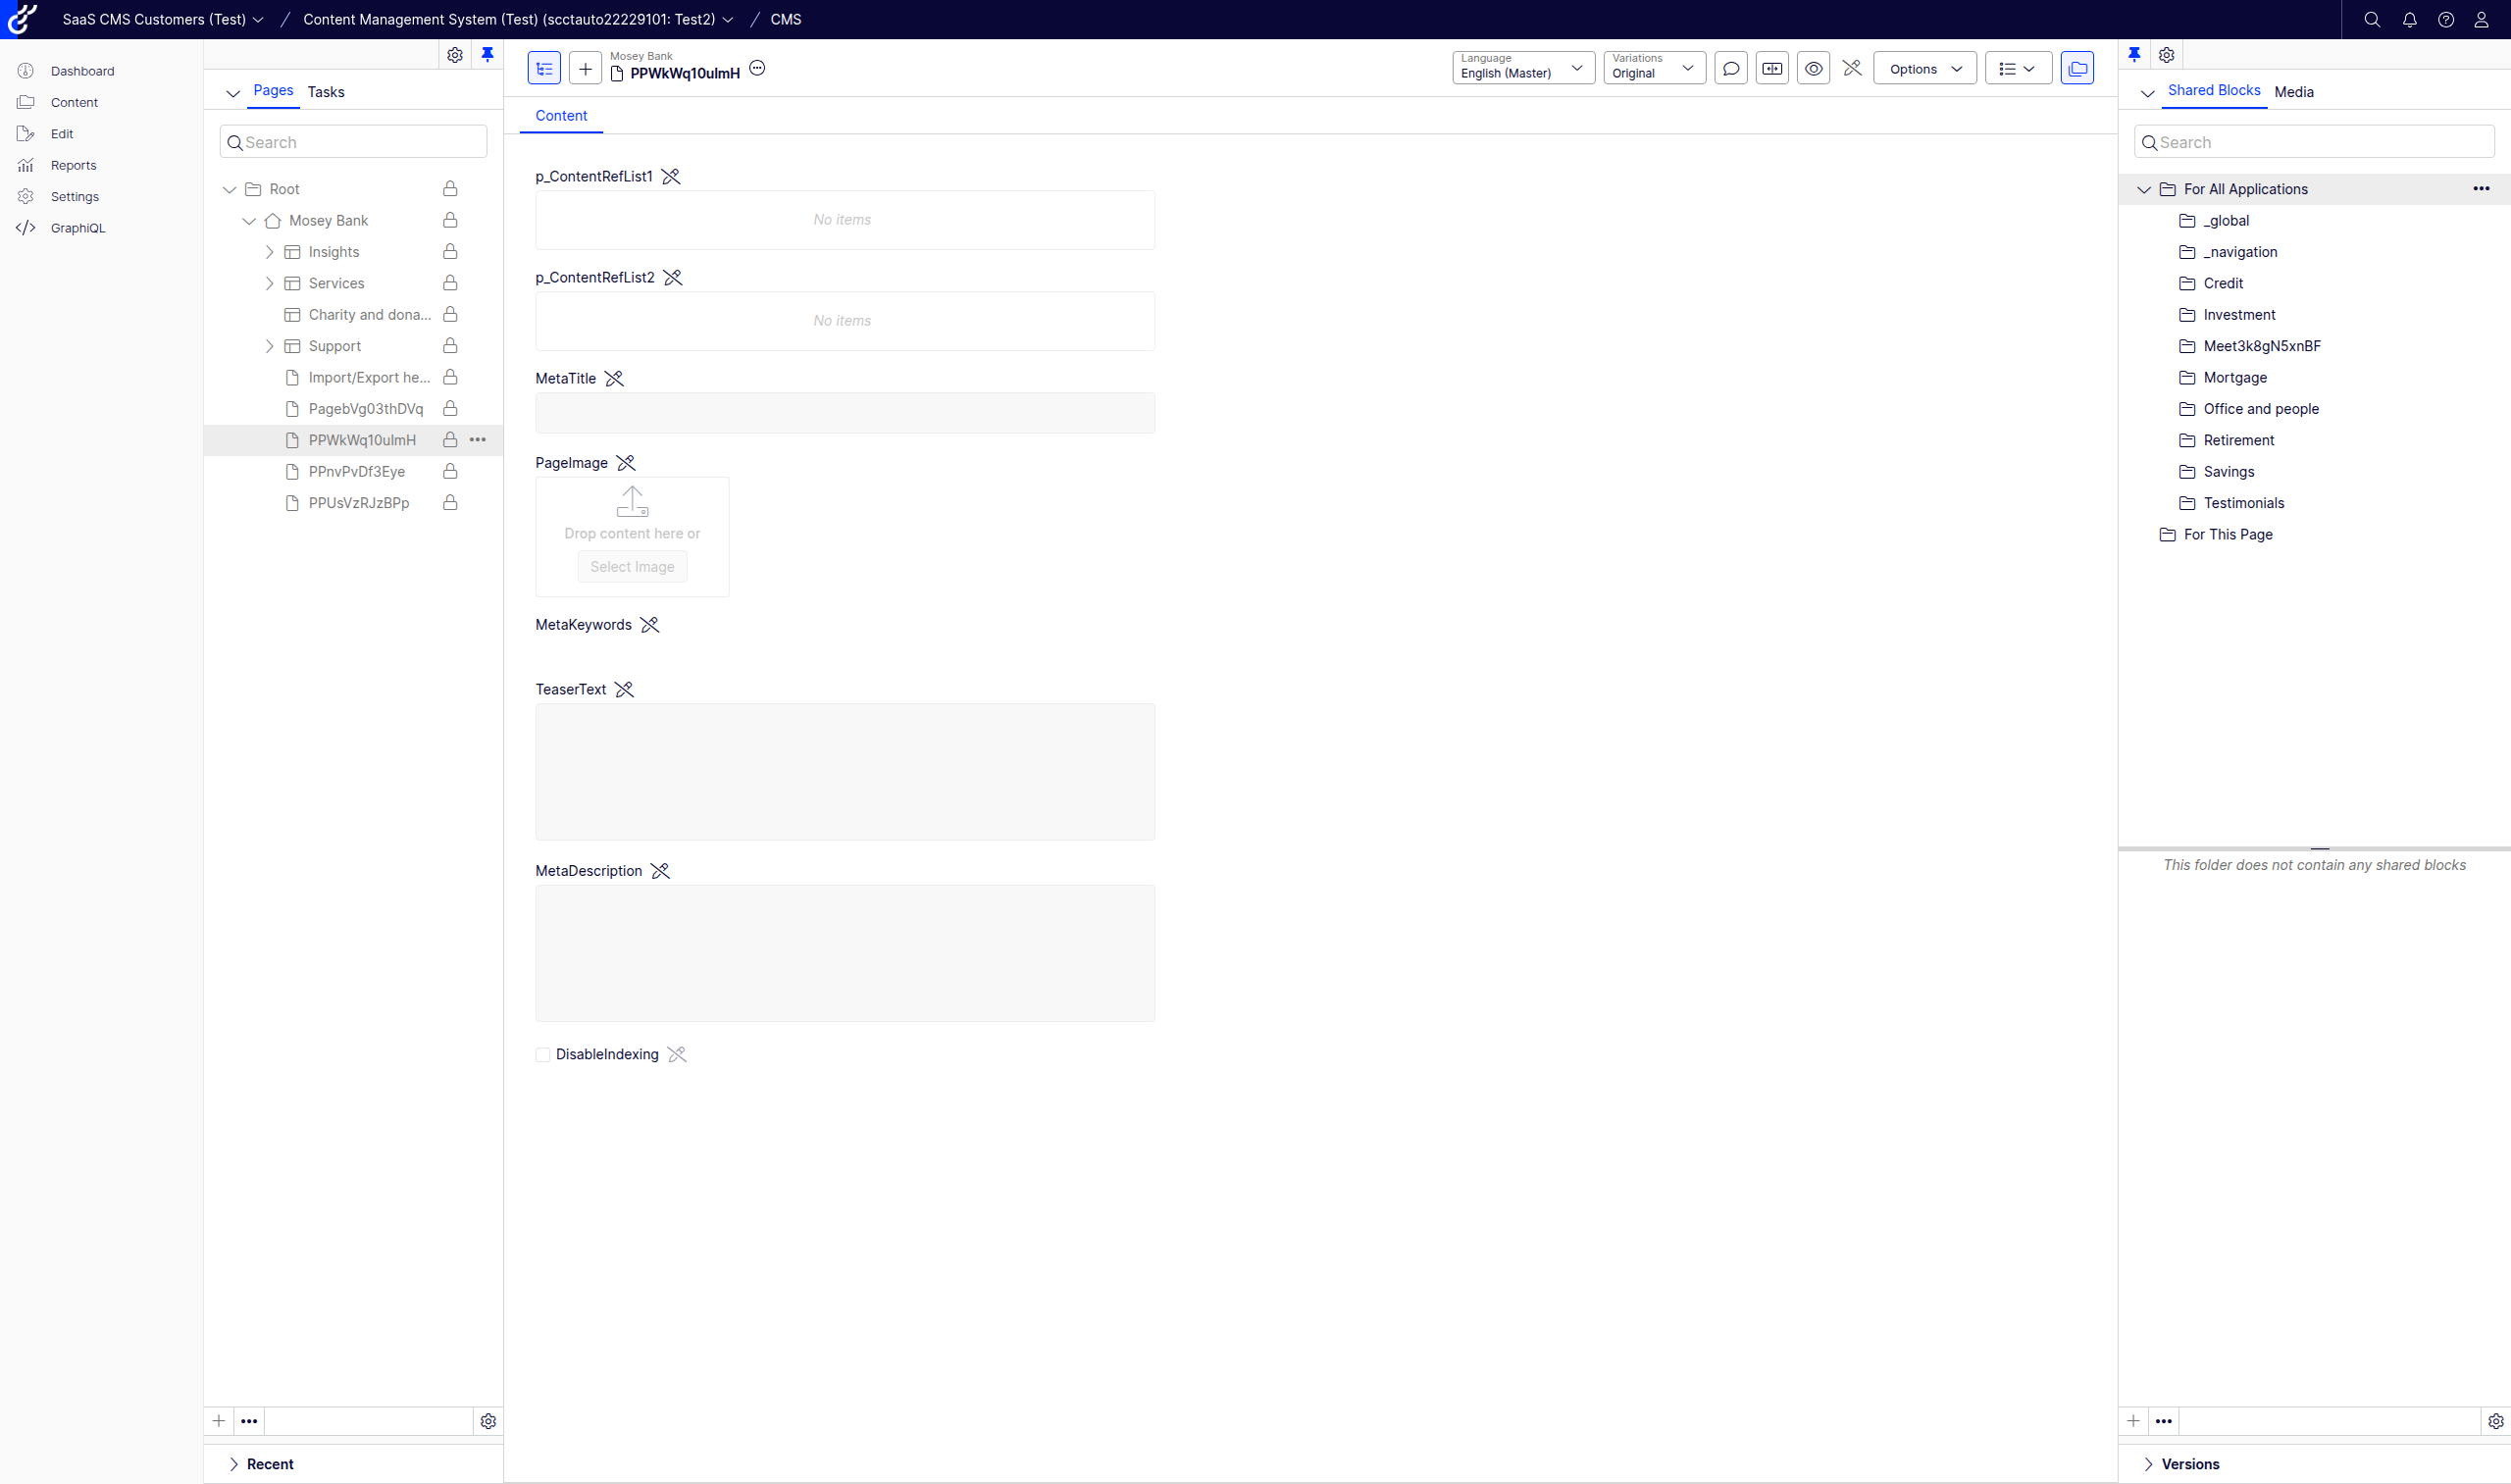 SaaS CMS Customers (Test)
Content Management System (Test) (scctauto22229101: Test2)
CMS
Dashboard
Content
Edit
Reports
Settings
GraphiQL
Pages
Tasks
Search
Root
Mosey Bank
Insights
Services
Charity and dona...
Support
Import/Export he...
PagebVg03thDVq
PPWkWq10ulmH
PPnvPvDf3Eye
PPUsVzRJzBPp
Recent
Mosey Bank
PPWkWq10ulmH
Language
English (Master)
Variations
Original
Options
Content
p_ContentRefList1
No items
p_ContentRefList2
No items
MetaTitle
PageImage
Drop content here or
Select Image
MetaKeywords
TeaserText
MetaDescription
DisableIndexing
Shared Blocks
Media
Search
For All Applications
_global
_navigation
Credit
Investment
Meet3k8gN5xnBF
Mortgage
Office and people
Retirement
Savings
Testimonials
For This Page
This folder does not contain any shared blocks
Versions